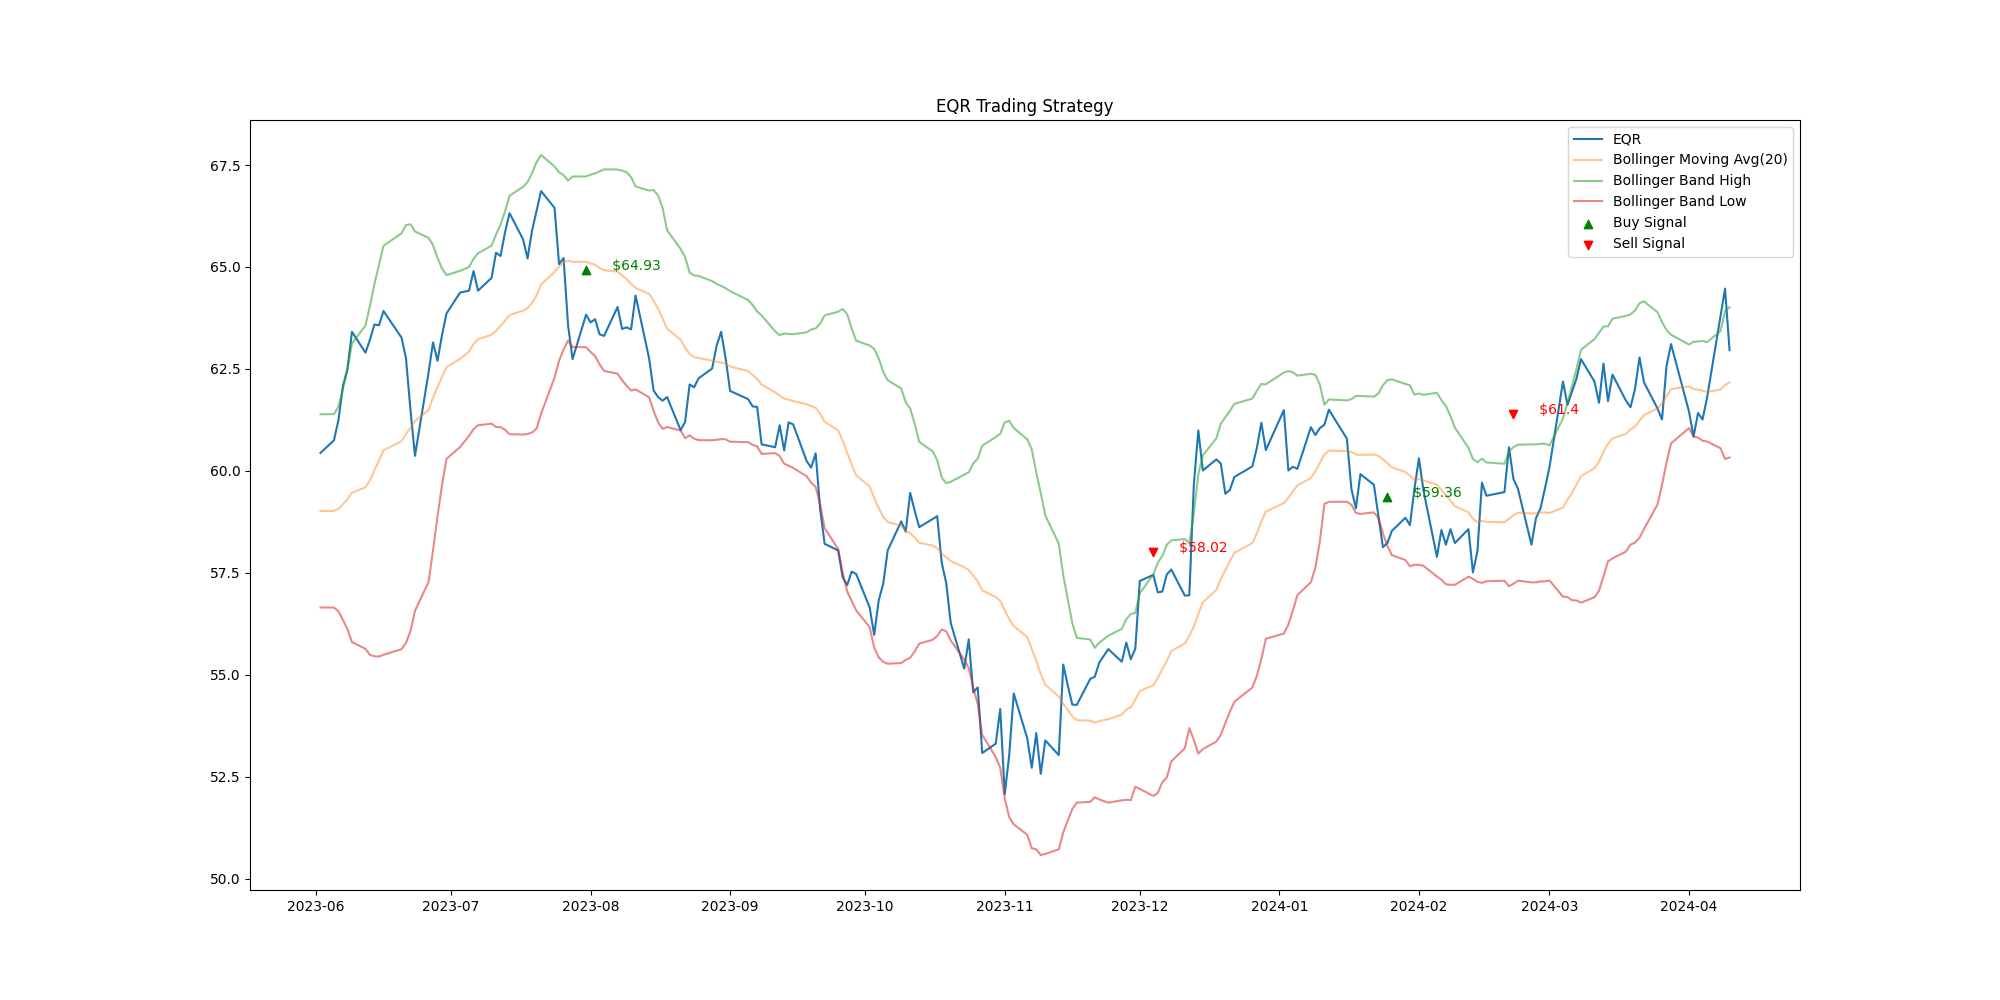 EQR Trading Strategy
EQR
Bollinger Moving Avg(20)
Bollinger Band High
Bollinger Band Low
Buy Signal
Sell Signal
67.5
65.0
62.5
60.0
57.5
55.0
52.5
50.0
$64.93
$61.4
$59.36
$58.02
2023-06 2023-07 2023-08 2023-09 2023-10 2023-11 2023-12 2024-01 2024-02 2024-03 2024-04